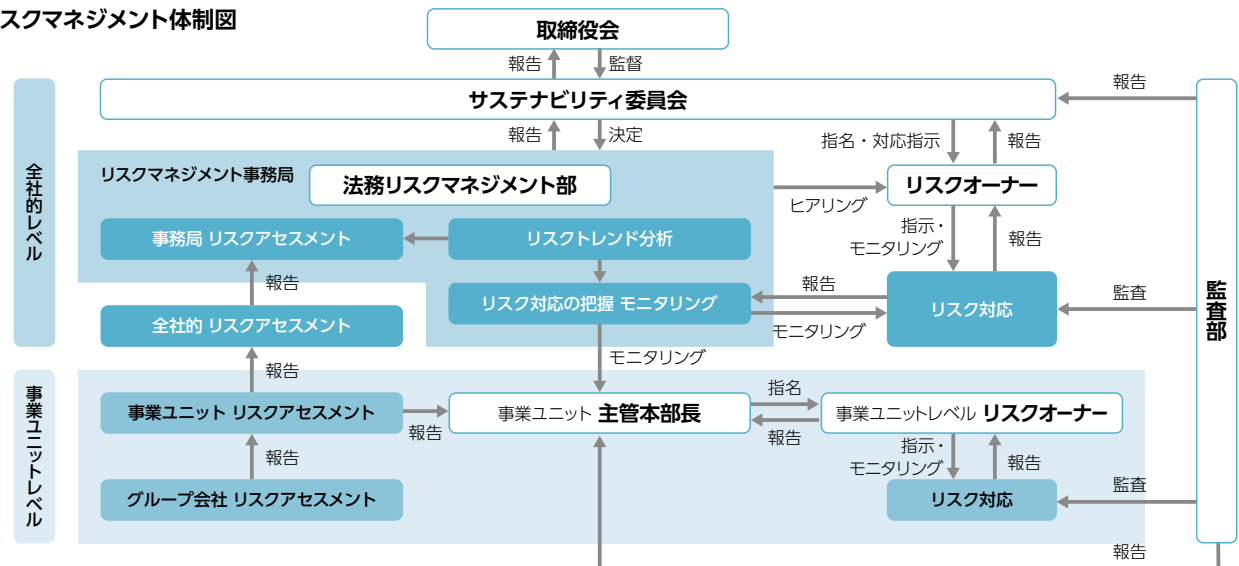 スクマネジメント体制図
取締役会
報告
監督
サステナビリティ委員会
報告
報告
決定
指名・対応指示
報告
全社的レベル
リスクマネジメント事務局
法務リスクマネジメント部
リスクオーナー
ヒアリング
事務局 リスクアセスメント
リスクトレンド分析
指示・
モニタリング
報告
報告
全社的 リスクアセスメント
リスク対応の把握 モニタリング
報告
モニタリング
リスク対応
監査
監査部
報告
モニタリング
事業ユニットレベル
事業ユニット リスクアセスメント
報告
事業ユニット 主管本部長
指名
報告
事業ユニットレベル リスクオーナー
報告
指示・
モニタリング
報告
グループ会社 リスクアセスメント
リスク対応
監査
報告